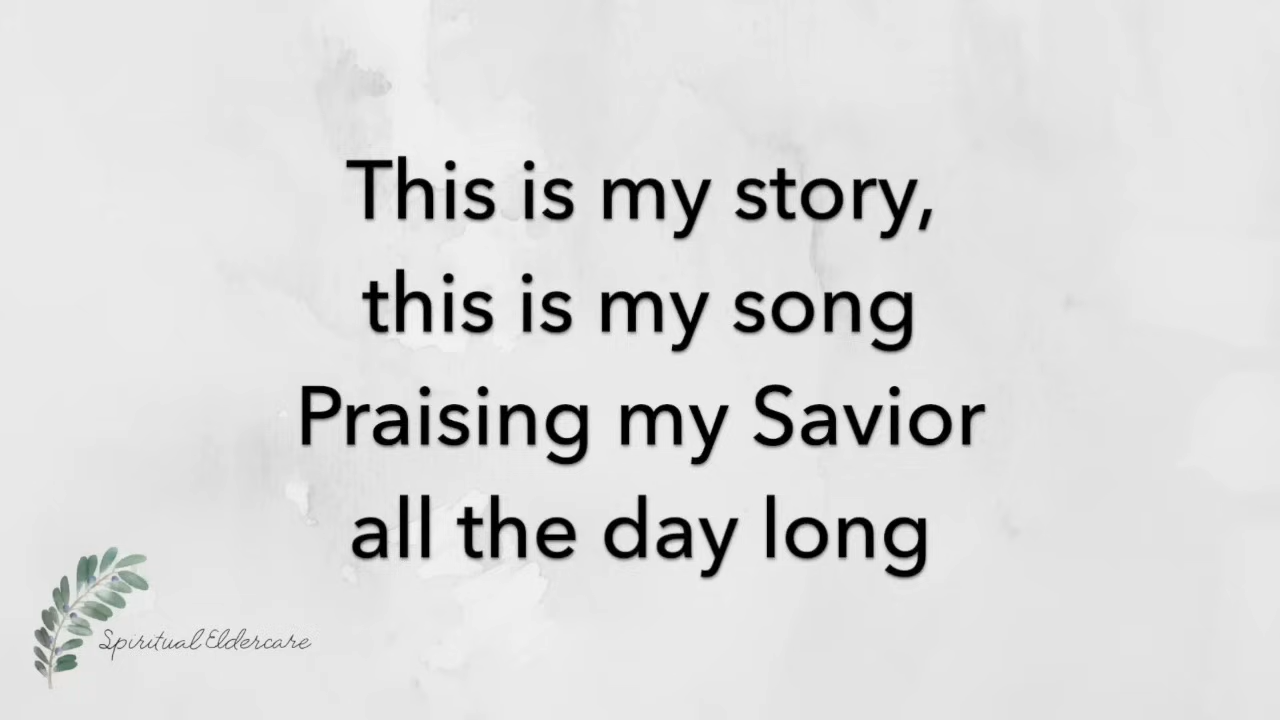 This is my story,
this is my song
Praising my Savior
all the day long
Spiritual Eldercare